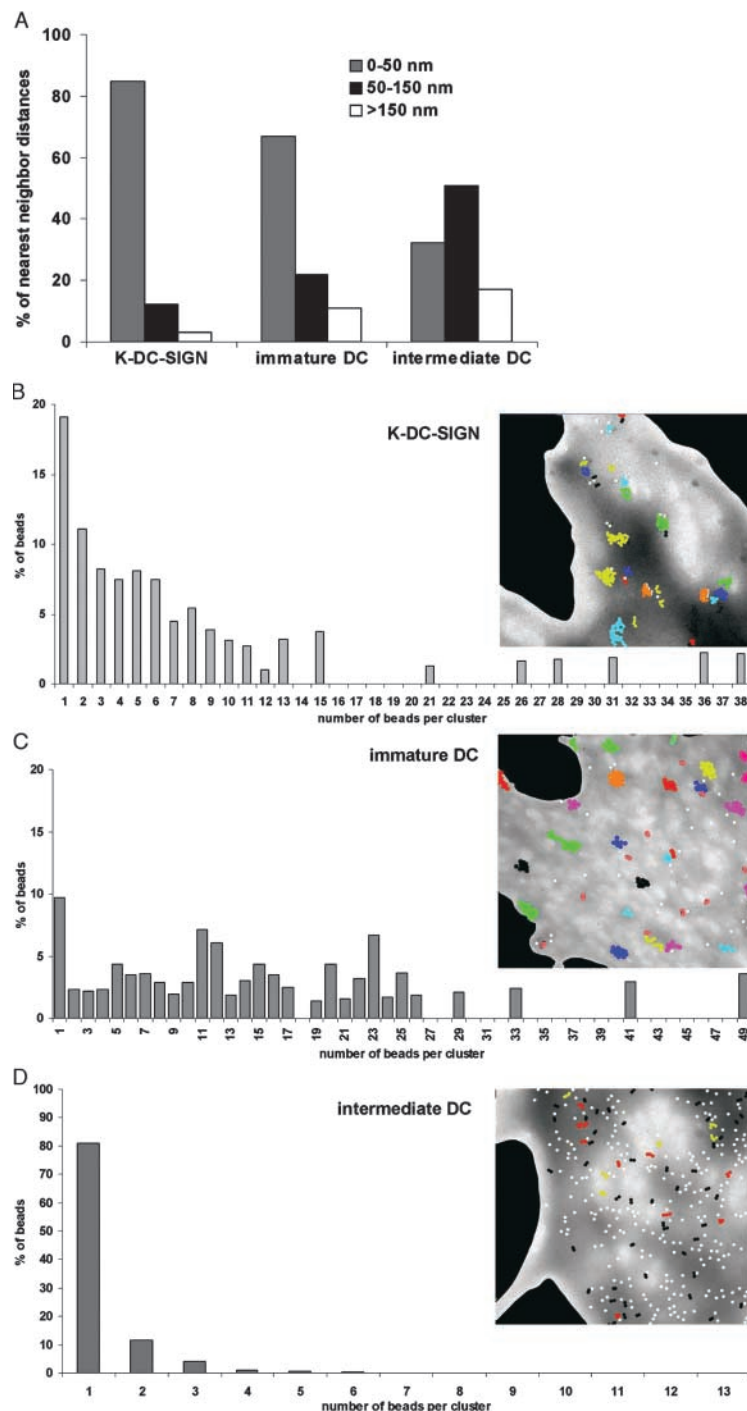 A
100
80
60
40
20
0
% of nearest neighbor distances
0-50 nm
50-150 nm
>150 nm
K-DC-SIGN immature DC intermediate DC
B
20
15
10
5
0
% of beads
K-DC-SIGN
1 2 3 4 5 6 7 8 9 10 11 12 13 14 15 16 17 18 19 20 21 22 23 24 25 26 27 28 29 30 31 32 33 34 35 36 37 38
number of beads per cluster
C
20
15
10
5
0
% of beads
immature DC
1 3 5 7 9 11 13 15 17 19 21 23 25 27 29 31 33 35 37 39 41 43 45 47 49
number of beads per cluster
D
100
90
80
70
60
50
40
30
20
10
0
% of beads
intermediate DC
1 2 3 4 5 6 7 8 9 10 11 12 13
number of beads per cluster